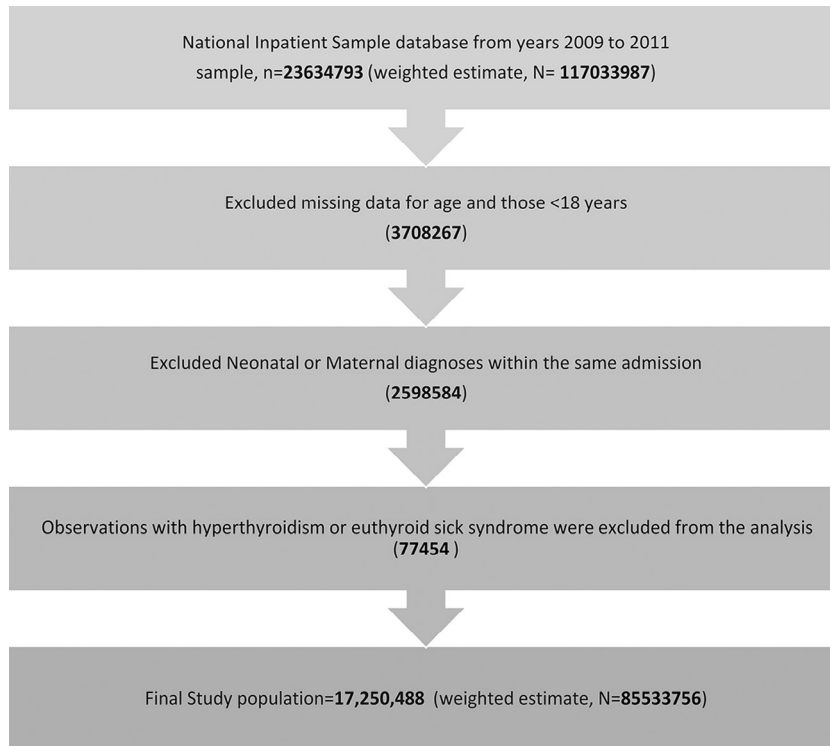 National Inpatient Sample database from years 2009 to 2011
sample, n=23634793 (weighted estimate, N= 117033987)
Excluded missing data for age and those <18 years
(3708267)
Excluded Neonatal or Maternal diagnoses within the same admission
(2598584)
Observations with hyperthyroidism or euthyroid sick syndrome were excluded from the analysis
(77454 )
Final Study population=17,250,488 (weighted estimate, N=85533756)